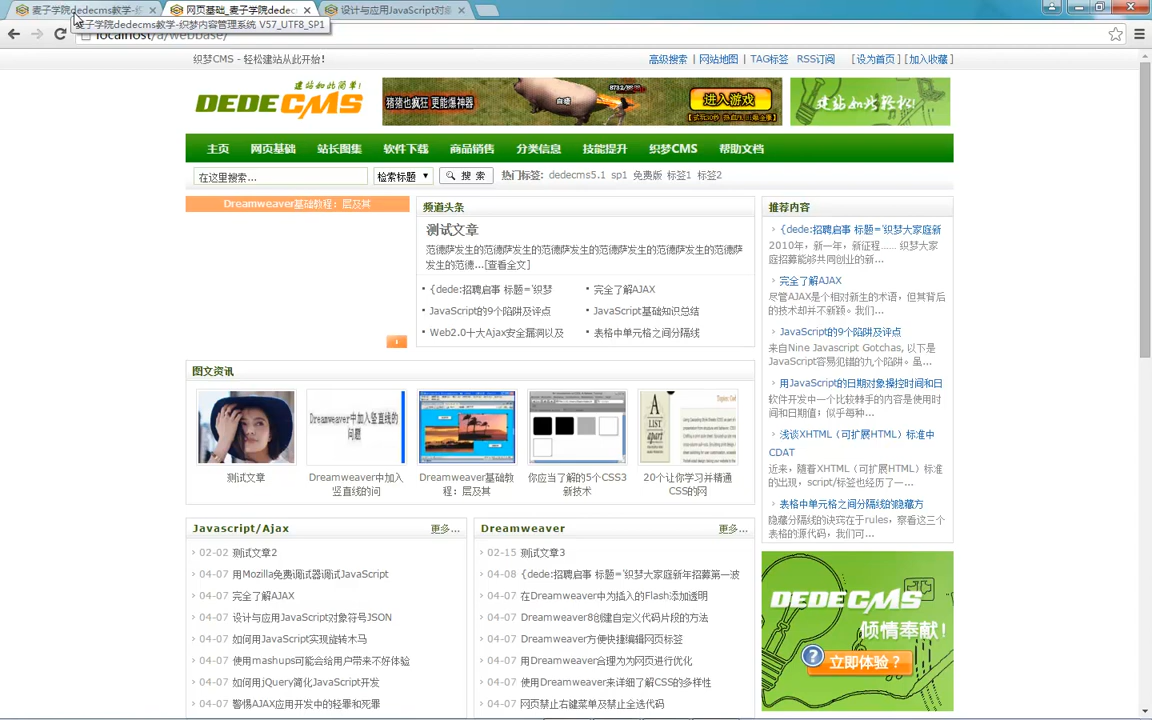 麦子学院dedecms教学-织
网页基础_麦子学院dedec
设计与应用JavaScript对象
麦子学院dedecms教学-织梦内容管理系统 V57_UTF8_SP1
localhost/a/webbase/
织梦CMS - 轻松建站从此开始！
高级搜索 | 网站地图 | TAG标签 RSS订阅 [设为首页] [加入收藏]
建站如此简单!
DEDECMS
猪猪也疯狂 更能爆神器
白嫩
进入游戏
建站如此轻松!
主页 网页基础 站长图集 软件下载 商品销售 分类信息 技能提升 织梦CMS 帮助文档
在这里搜索... 检索标题 搜 索 热门标签: dedecms5.1 sp1 免费版 标签1 标签2
Dreamweaver基础教程：层及其
1
频道头条
测试文章
范德萨发生的范德萨发生的范德萨发生的范德萨发生的范德萨发生的范德萨
发生的范德...[查看全文]
{dede:招聘启事 标题='织梦 完全了解AJAX
JavaScript的9个陷阱及评点 JavaScript基础知识总结
Web2.0十大Ajax安全漏洞以及 表格中单元格之间分隔线
推荐内容
{dede:招聘启事 标题='织梦大家庭新
2010年，新一年，新征程...... 织梦大家
庭招募能够共同创业的新...
完全了解AJAX
尽管AJAX是个相对新生的术语，但其背后
的技术却并不新颖。我们...
JavaScript的9个陷阱及评点
来自Nine Javascript Gotchas, 以下是
JavaScript容易犯错的九个陷阱。虽...
用JavaScript的日期对象操控时间和日
软件开发中一个比较棘手的内容是使用时
间和日期值；似乎每种...
浅谈XHTML（可扩展HTML）标准中
CDAT
近来，随着XHTML（可扩展HTML）标准
的出现，script/标签也经历了一...
表格中单元格之间分隔线的隐藏方
隐藏分隔线的诀窍在于rules，察看这三个
表格的源代码，我们可...
图文资讯
Dreamweaver中加入竖直线的
问题
A
LIST
apart
测试文章
Dreamweaver中加入
竖直线的问
Dreamweaver基础教
程：层及其
你应当了解的5个CSS3
新技术
20个让你学习并精通
CSS的网
Javascript/Ajax 更多...
02-02 测试文章2
04-07 用Mozilla免费调试器调试JavaScript
04-07 完全了解AJAX
04-07 设计与应用JavaScript对象符号JSON
04-07 如何用JavaScript实现旋转木马
04-07 使用mashups可能会给用户带来不好体验
04-07 如何用jQuery简化JavaScript开发
04-07 警惕AJAX应用开发中的轻罪和死罪
Dreamweaver 更多...
02-15 测试文章3
04-08 {dede:招聘启事 标题='织梦大家庭新年招募第一波
04-07 在Dreamweaver中为插入的Flash添加透明
04-07 Dreamweaver8创建自定义代码片段的方法
04-07 Dreamweaver方便快捷编辑网页标签
04-07 用Dreamweaver合理为为网页进行优化
04-07 使用Dreamweaver来详细了解CSS的多样性
04-07 网页禁止右键菜单及禁止全选代码
DEDECMS
倾情奉献!
? 立即体验？